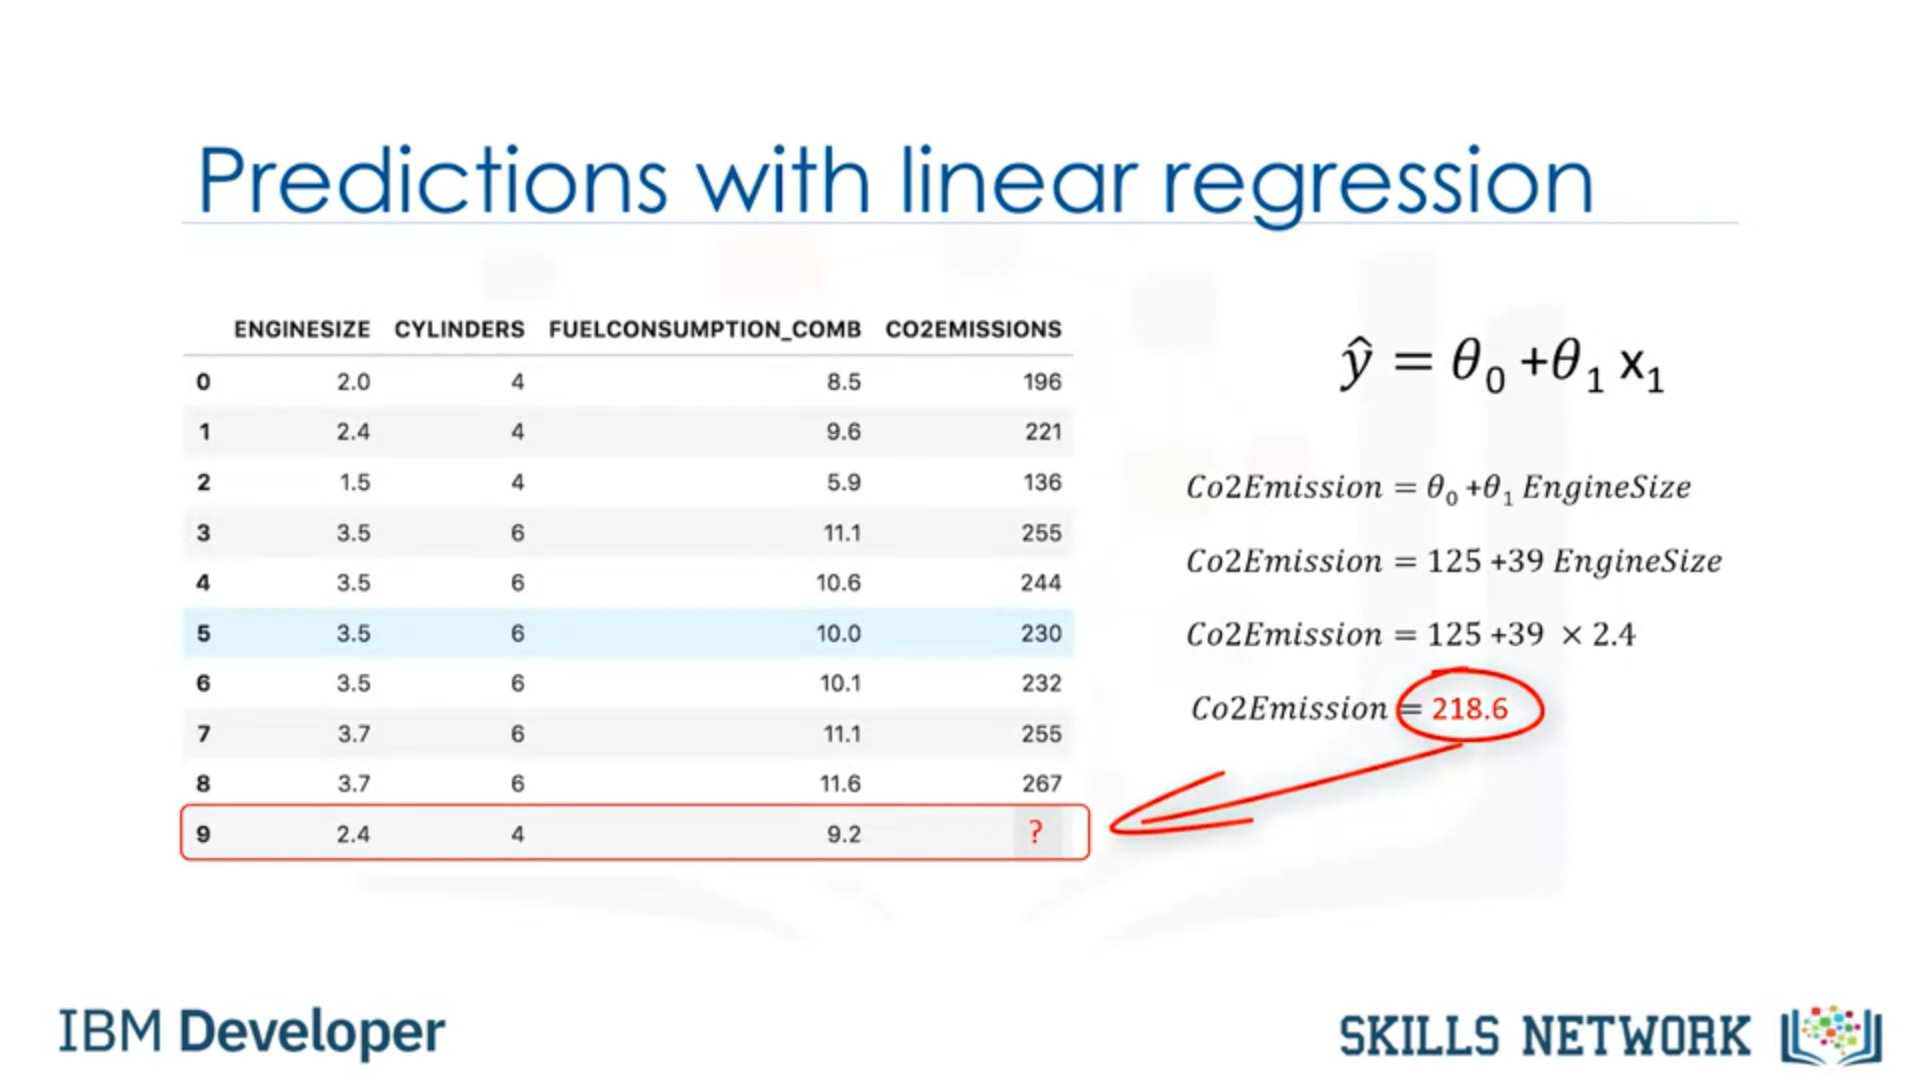 Predictions with linear regression
ENGINESIZE CYLINDERS FUELCONSUMPTION_COMB CO2EMISSIONS
0 2.0 4 8.5 196
1 2.4 4 9.6 221
2 1.5 4 5.9 136
3 3.5 6 11.1 255
4 3.5 6 10.6 244
5 3.5 6 10.0 230
6 3.5 6 10.1 232
7 3.7 6 11.1 255
8 3.7 6 11.6 267
9 2.4 4 9.2 ?
ŷ = θ₀ +θ₁ x₁
Co2Emission = θ₀ +θ₁ EngineSize
Co2Emission = 125 +39 EngineSize
Co2Emission = 125 +39 × 2.4
Co2Emission = 218.6
IBM Developer
SKILLS NETWORK